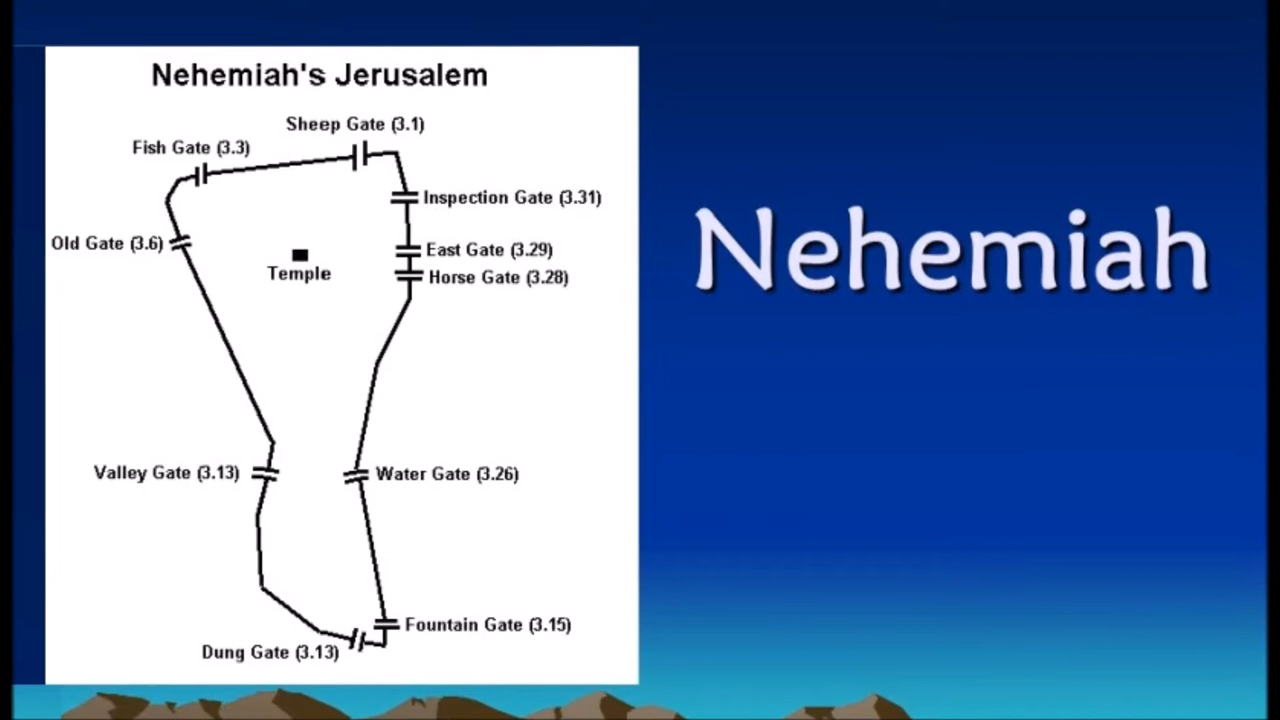 Nehemiah's Jerusalem
Sheep Gate (3.1)
Fish Gate (3.3)
Inspection Gate (3.31)
Old Gate (3.6)
East Gate (3.29)
Temple
Horse Gate (3.28)
Valley Gate (3.13)
Water Gate (3.26)
Fountain Gate (3.15)
Dung Gate (3.13)
Nehemiah